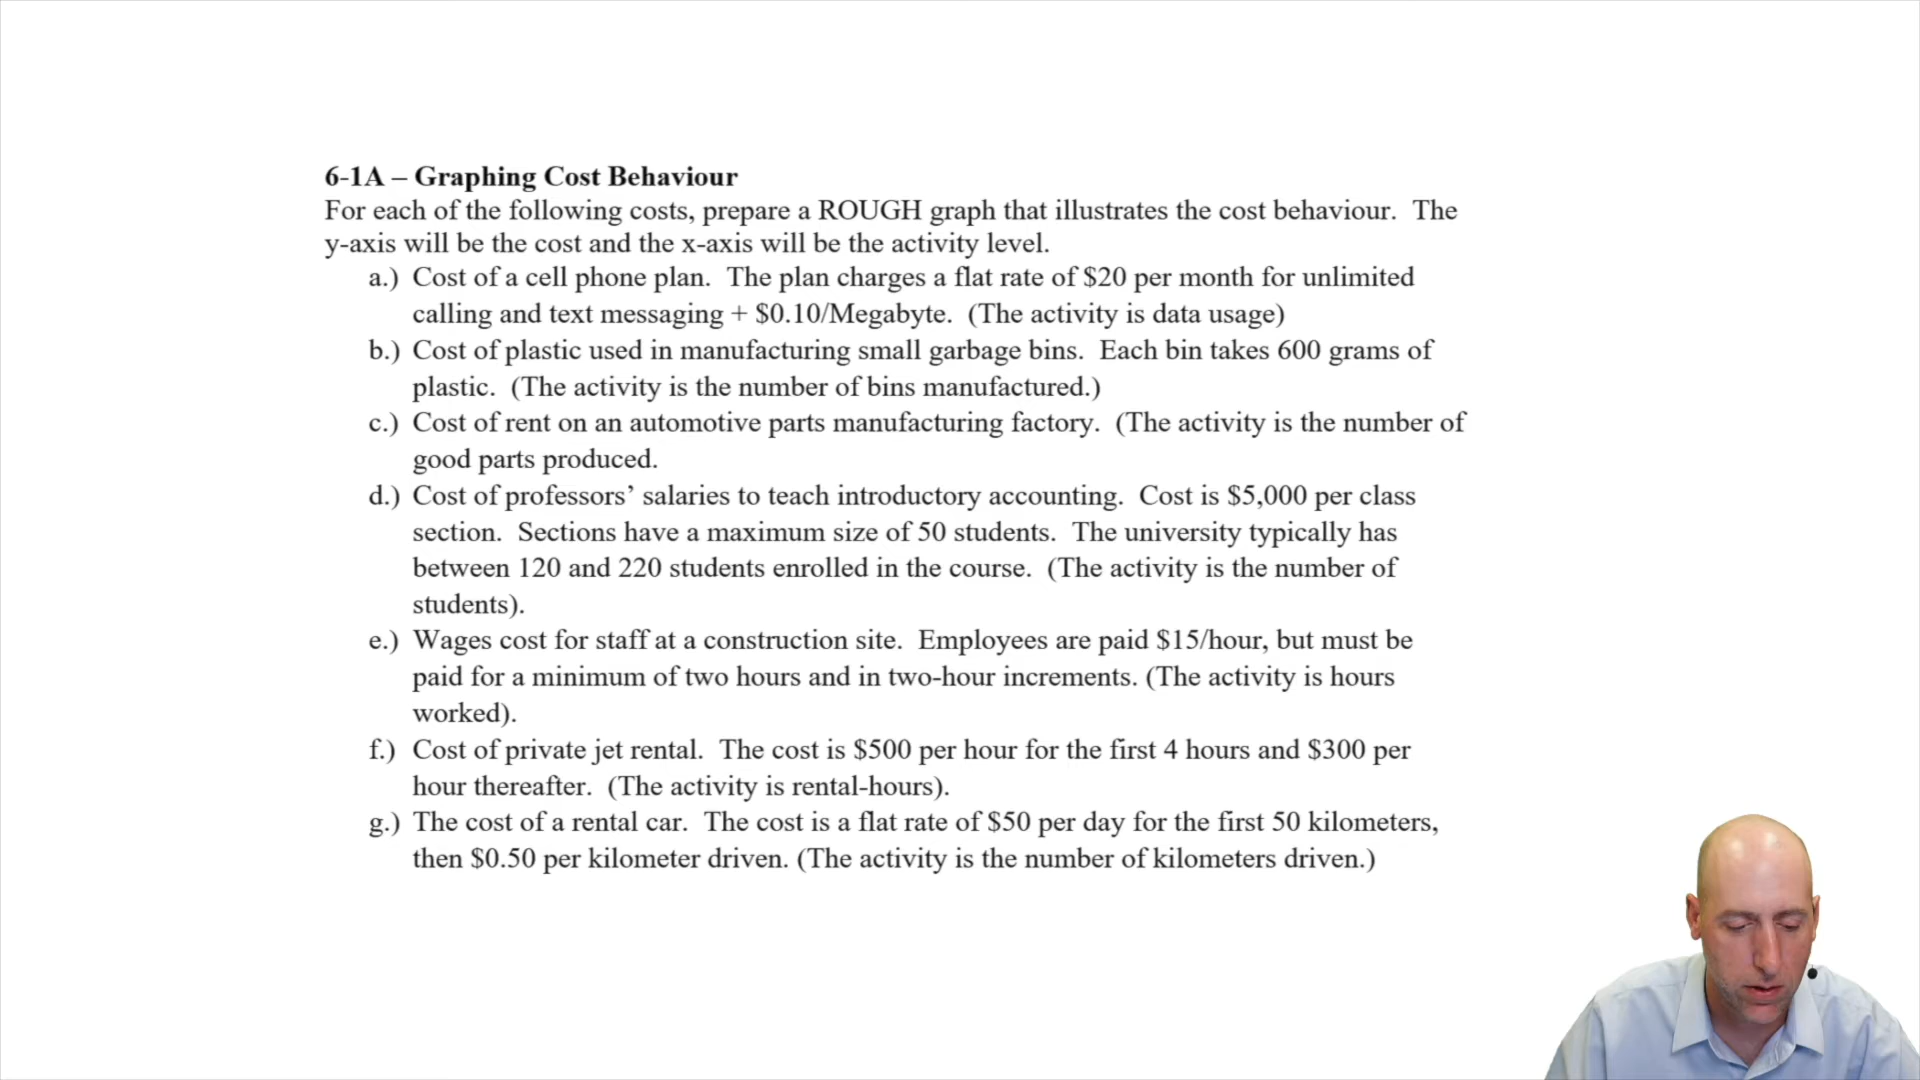 6-1A – Graphing Cost Behaviour
For each of the following costs, prepare a ROUGH graph that illustrates the cost behaviour. The
y-axis will be the cost and the x-axis will be the activity level.
a.) Cost of a cell phone plan. The plan charges a flat rate of $20 per month for unlimited
calling and text messaging + $0.10/Megabyte. (The activity is data usage)
b.) Cost of plastic used in manufacturing small garbage bins. Each bin takes 600 grams of
plastic. (The activity is the number of bins manufactured.)
c.) Cost of rent on an automotive parts manufacturing factory. (The activity is the number of
good parts produced.
d.) Cost of professors’ salaries to teach introductory accounting. Cost is $5,000 per class
section. Sections have a maximum size of 50 students. The university typically has
between 120 and 220 students enrolled in the course. (The activity is the number of
students).
e.) Wages cost for staff at a construction site. Employees are paid $15/hour, but must be
paid for a minimum of two hours and in two-hour increments. (The activity is hours
worked).
f.) Cost of private jet rental. The cost is $500 per hour for the first 4 hours and $300 per
hour thereafter. (The activity is rental-hours).
g.) The cost of a rental car. The cost is a flat rate of $50 per day for the first 50 kilometers,
then $0.50 per kilometer driven. (The activity is the number of kilometers driven.)